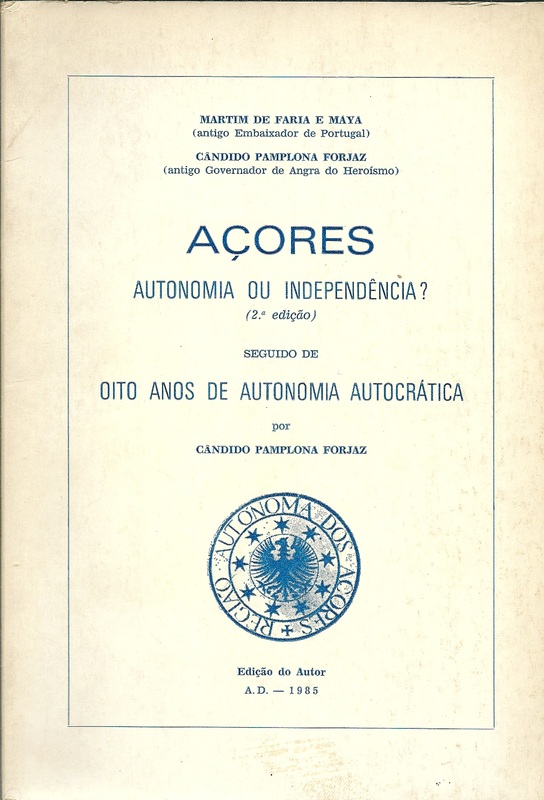 MARTIM DE FARIA E MAYA
(antigo Embaixador de Portugal)
CÂNDIDO PAMPLONA FORJAZ
(antigo Governador de Angra do Heroísmo)
AÇORES
AUTONOMIA OU INDEPENDÊNCIA?
(2.ª edição)
SEGUIDO DE
OITO ANOS DE AUTONOMIA AUTOCRÁTICA
por
CÂNDIDO PAMPLONA FORJAZ
REGIÃO AUTÓNOMA DOS AÇORES
Edição do Autor
A.D. — 1985